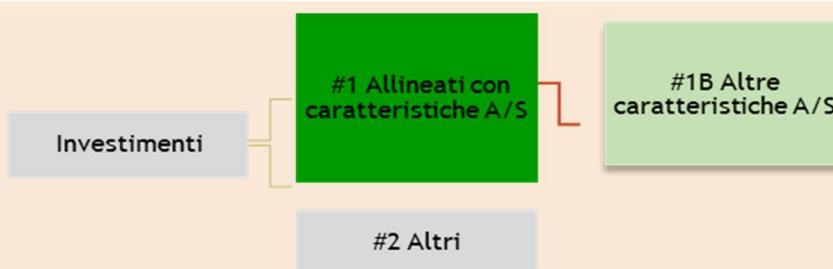 Investimenti
#1 Allineati con
caratteristiche A/S
#1B Altre
caratteristiche A/S
#2 Altri